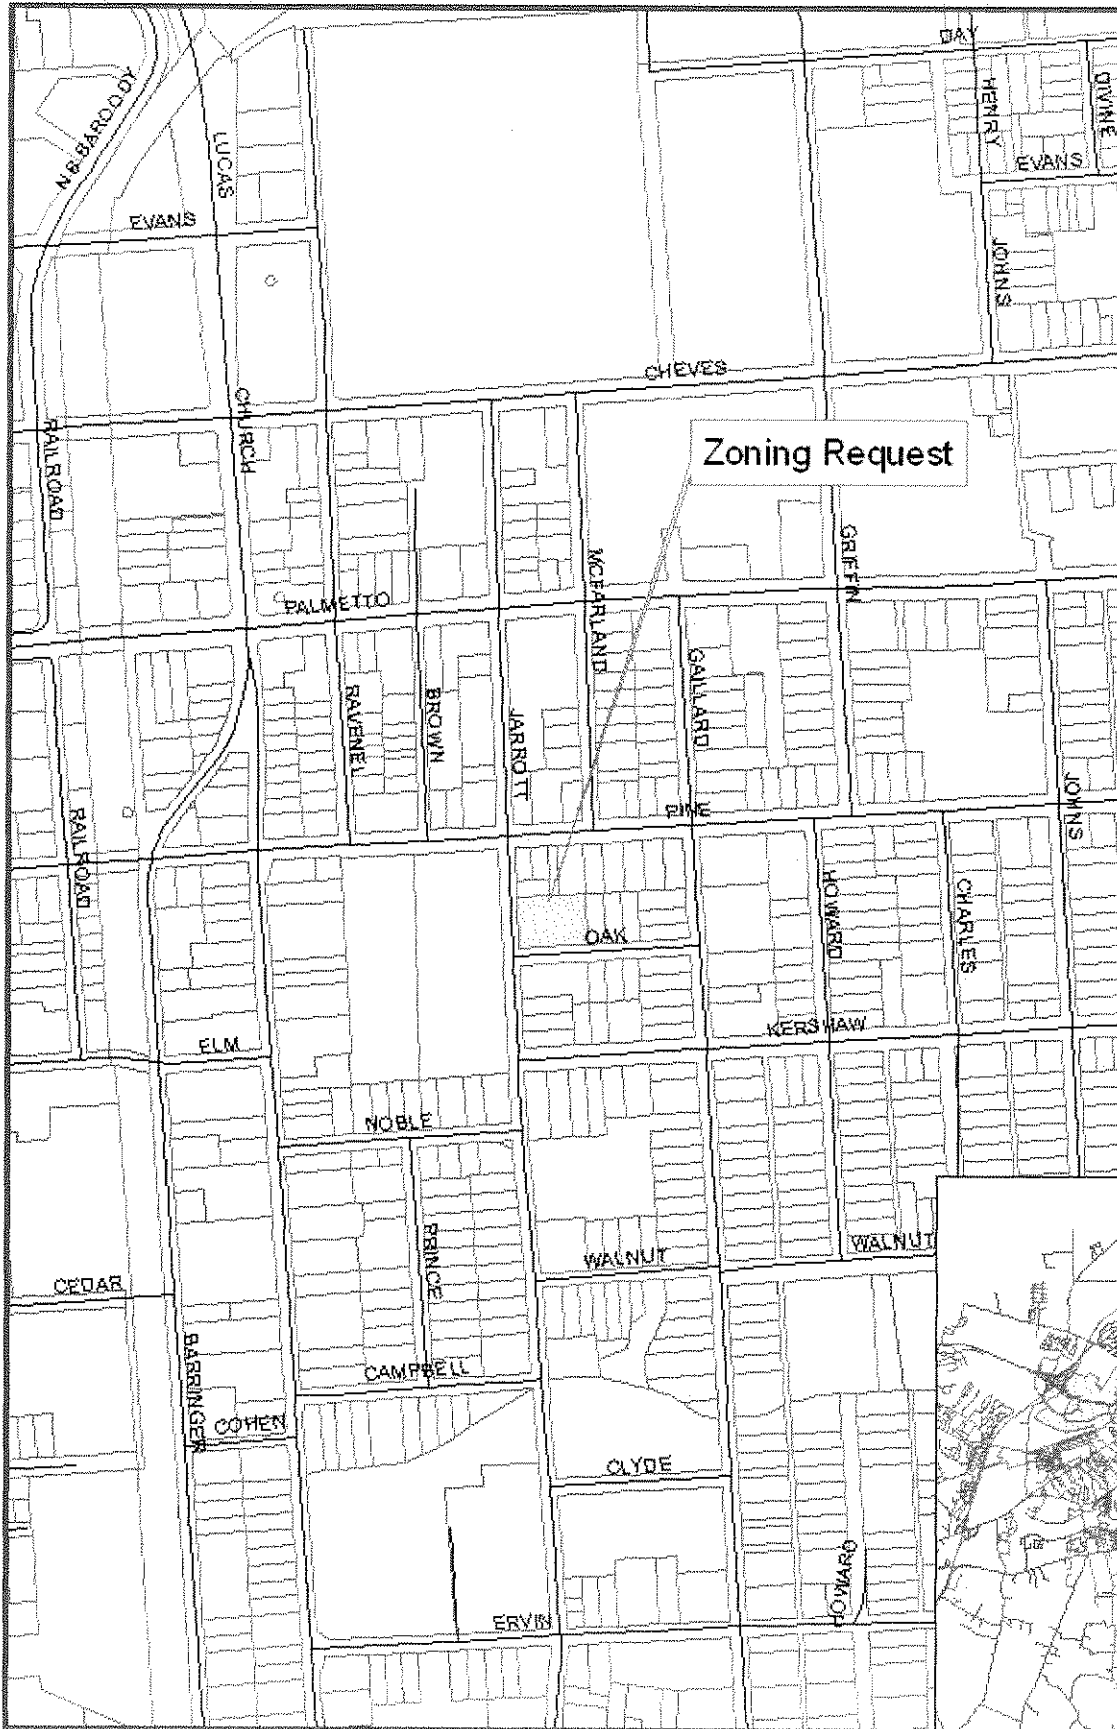 DAY
N B BAROODY
LUCAS
HENRY
DIVINE
EVANS
EVANS
JOHNS
CHEVES
RAILROAD
CHURCH
Zoning Request
GRIFFIN
MCFARLAND
PALMETTO
GAILLARD
RAVENEL
BROWN
JARROTT
JOHNS
PINE
RAILROAD
HOWARD
CHARLES
OAK
KERSHAW
ELM
NOBLE
PRINCE
WALNUT
WALNUT
CEDAR
BARRINGER
CAMPBELL
COHEN
CLYDE
HOWARD
ERVIN